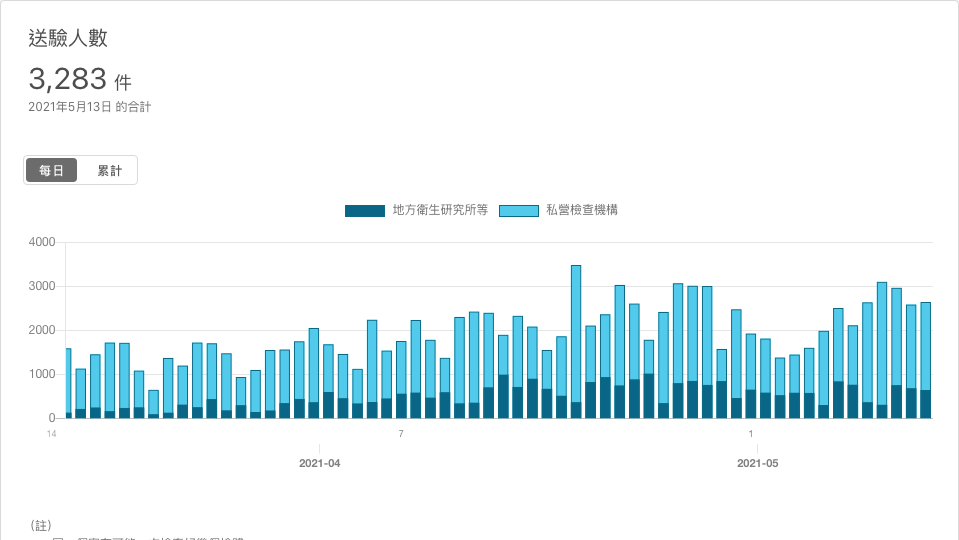 送驗人數
3,283 件
2021年5月13日 的合計
每日 累計
地方衛生研究所等 私營檢查機構
4000
3000
2000
1000
0
14 7 1
2021-04 2021-05
(註)